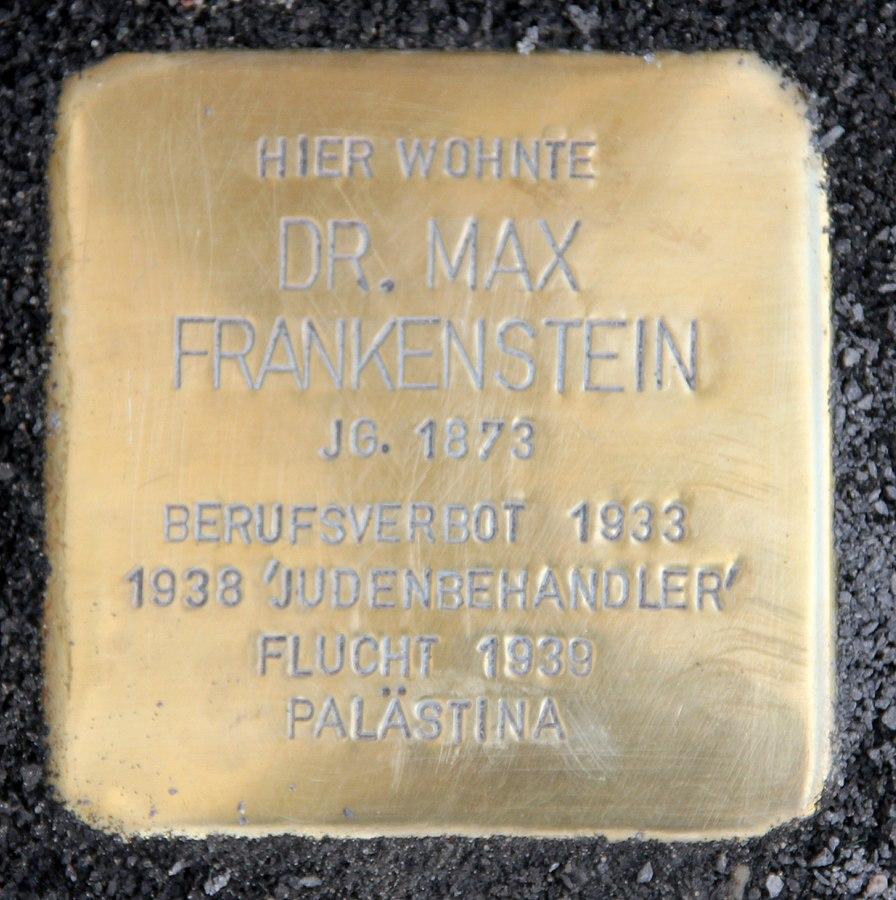 HIER WOHNTE
DR. MAX
FRANKENSTEIN
JG. 1873
BERUFSVERBOT 1933
1938 'JUDENBEHANDLER'
FLUCHT 1939
PALÄSTINA